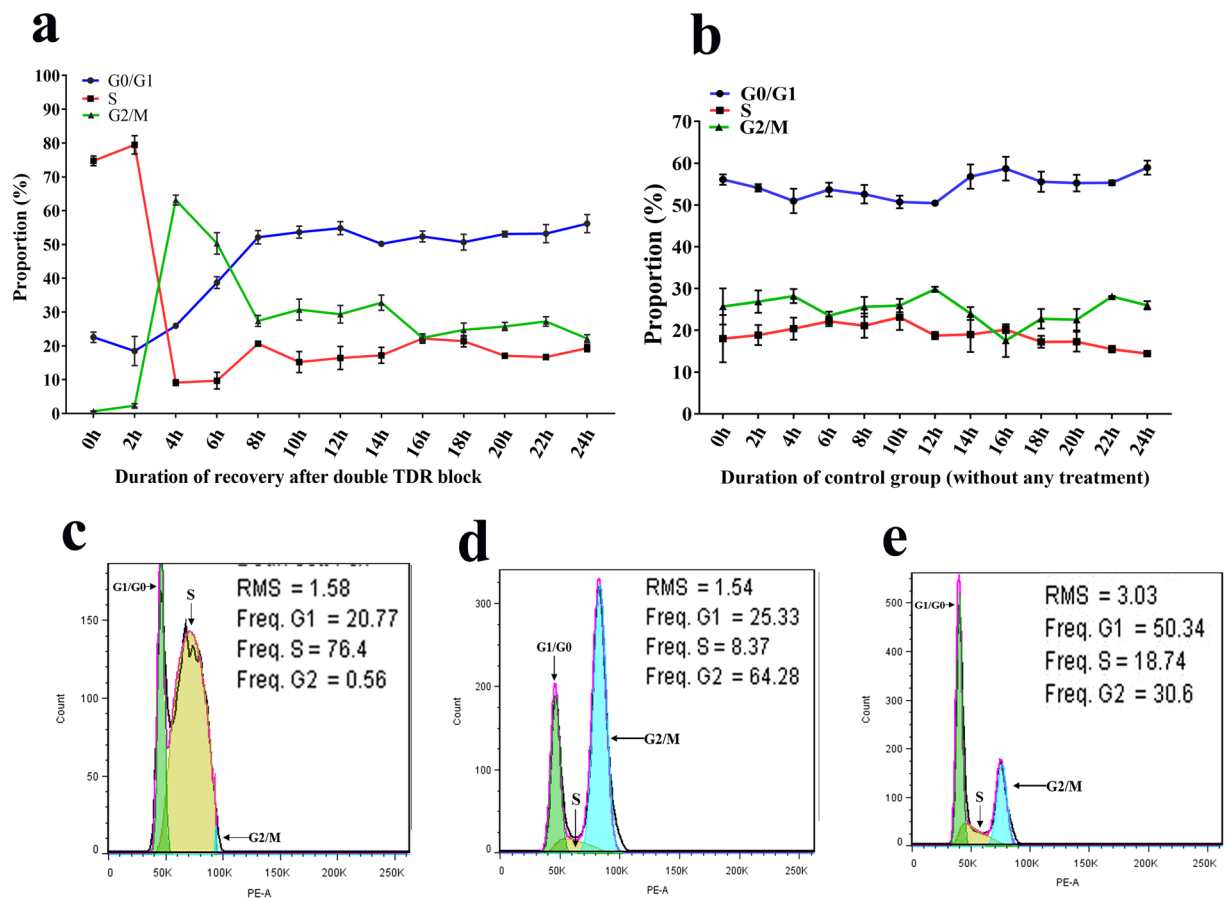 a
G0/G1
S
G2/M
100
90
80
70
60
50
40
30
20
10
0
Proportion (%)
0h 2h 4h 6h 8h 10h 12h 14h 16h 18h 20h 22h 24h
Duration of recovery after double TDR block
b
G0/G1
S
G2/M
70
60
50
40
30
20
10
0
Proportion (%)
0h 2h 4h 6h 8h 10h 12h 14h 16h 18h 20h 22h 24h
Duration of control group (without any treatment)
c
G1/G0
S
RMS = 1.58
Freq. G1 = 20.77
Freq. S = 76.4
Freq. G2 = 0.56
G2/M
150
100
50
0
Count
0 50K 100K 150K 200K 250K
PE-A
d
RMS = 1.54
Freq. G1 = 25.33
Freq. S = 8.37
Freq. G2 = 64.28
G1/G0
G2/M
S
300
200
100
0
Count
0 50K 100K 150K 200K 250K
PE-A
e
RMS = 3.03
Freq. G1 = 50.34
Freq. S = 18.74
Freq. G2 = 30.6
G1/G0
G2/M
S
500
400
300
200
100
0
Count
0 50K 100K 150K 200K 250K
PE-A